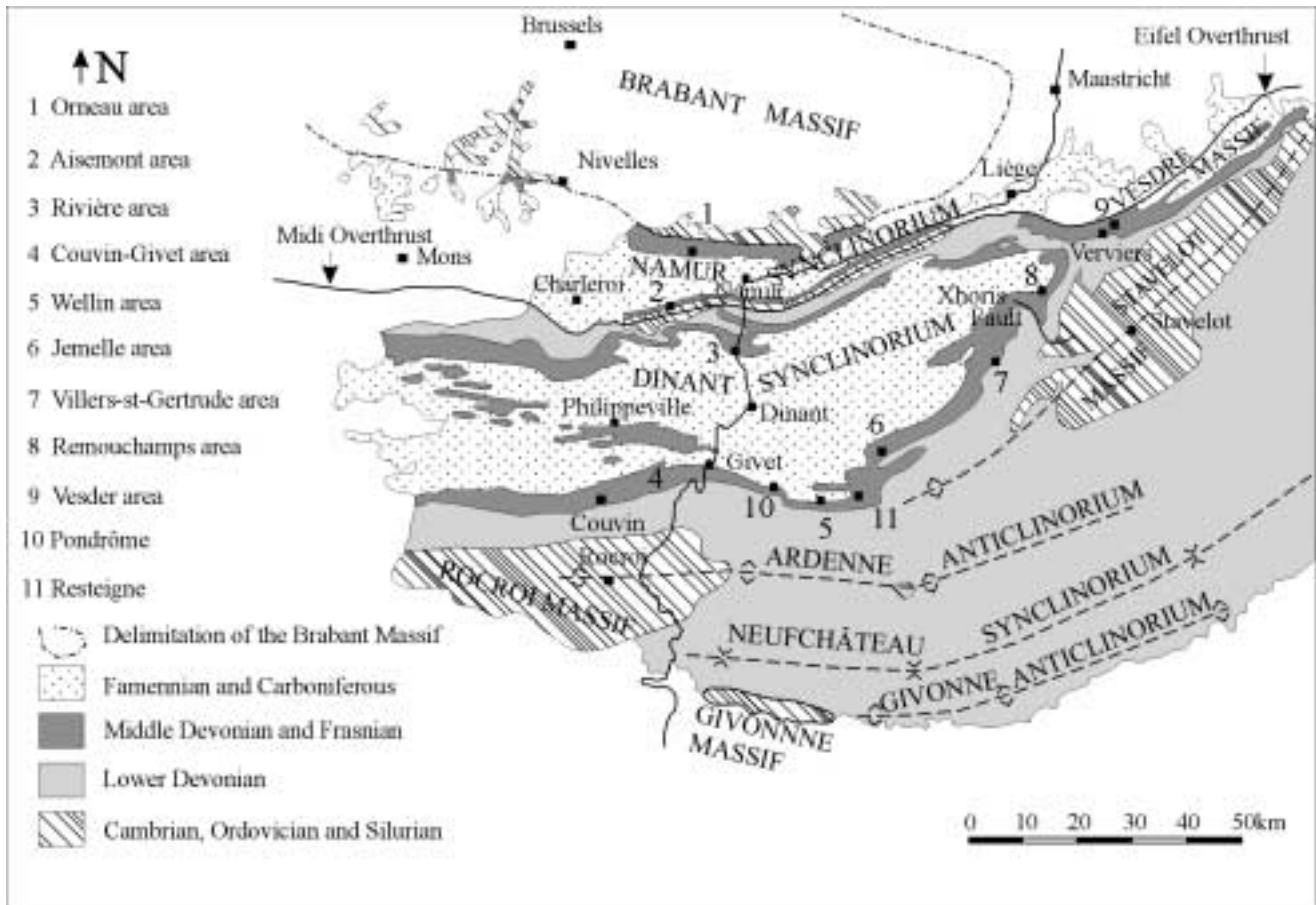 Brussels
Eifel Overthrust
N
Maastricht
BRABANT MASSIF
1 Orneau area
2 Aisemont area
3 Rivière area
4 Couvin-Givet area
5 Wellin area
6 Jemelle area
7 Villers-st-Gertrude area
8 Remouchamps area
9 Vesder area
10 Pondrôme
11 Resteigne
Nivelles
Liège
VESDRE MASSIF
9
Verviers
1
Midi Overthrust
Mons
NAMUR SYNCLINORIUM
Namur
Charleroi
2
8
Xhoris
Fault
STAVELOT
MASSIF
Stavelot
3
DINANT SYNCLINORIUM
7
Philippeville
Dinant
6
Givet
4
10
5
11
Couvin
Rocroi
ROCROI MASSIF
ARDENNE ANTICLINORIUM
NEUFCHÂTEAU SYNCLINORIUM
GIVONNE ANTICLINORIUM
GIVONNNE
MASSIF
Delimitation of the Brabant Massif
Famennian and Carboniferous
Middle Devonian and Frasnian
Lower Devonian
Cambrian, Ordovician and Silurian
0 10 20 30 40 50km